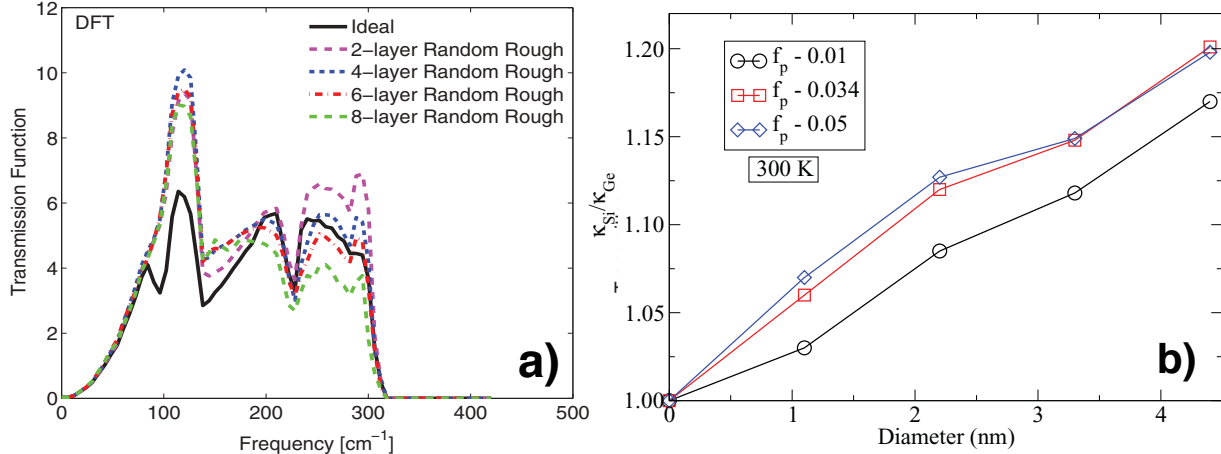 DFT
Ideal
2-layer Random Rough
4-layer Random Rough
6-layer Random Rough
8-layer Random Rough
Transmission Function
12
10
8
6
4
2
0
0 100 200 300 400 500
Frequency [cm⁻¹]
a)
f_p - 0.01
f_p - 0.034
f_p - 0.05
300 K
κ_Si/κ_Ge
1.20
1.15
1.10
1.05
1.00
0 1 2 3 4
Diameter (nm)
b)